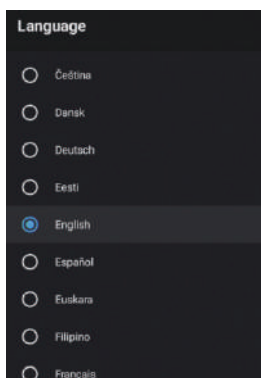 Language
Čeština
Dansk
Deutsch
Eesti
English
Español
Euskara
Filipino
Français